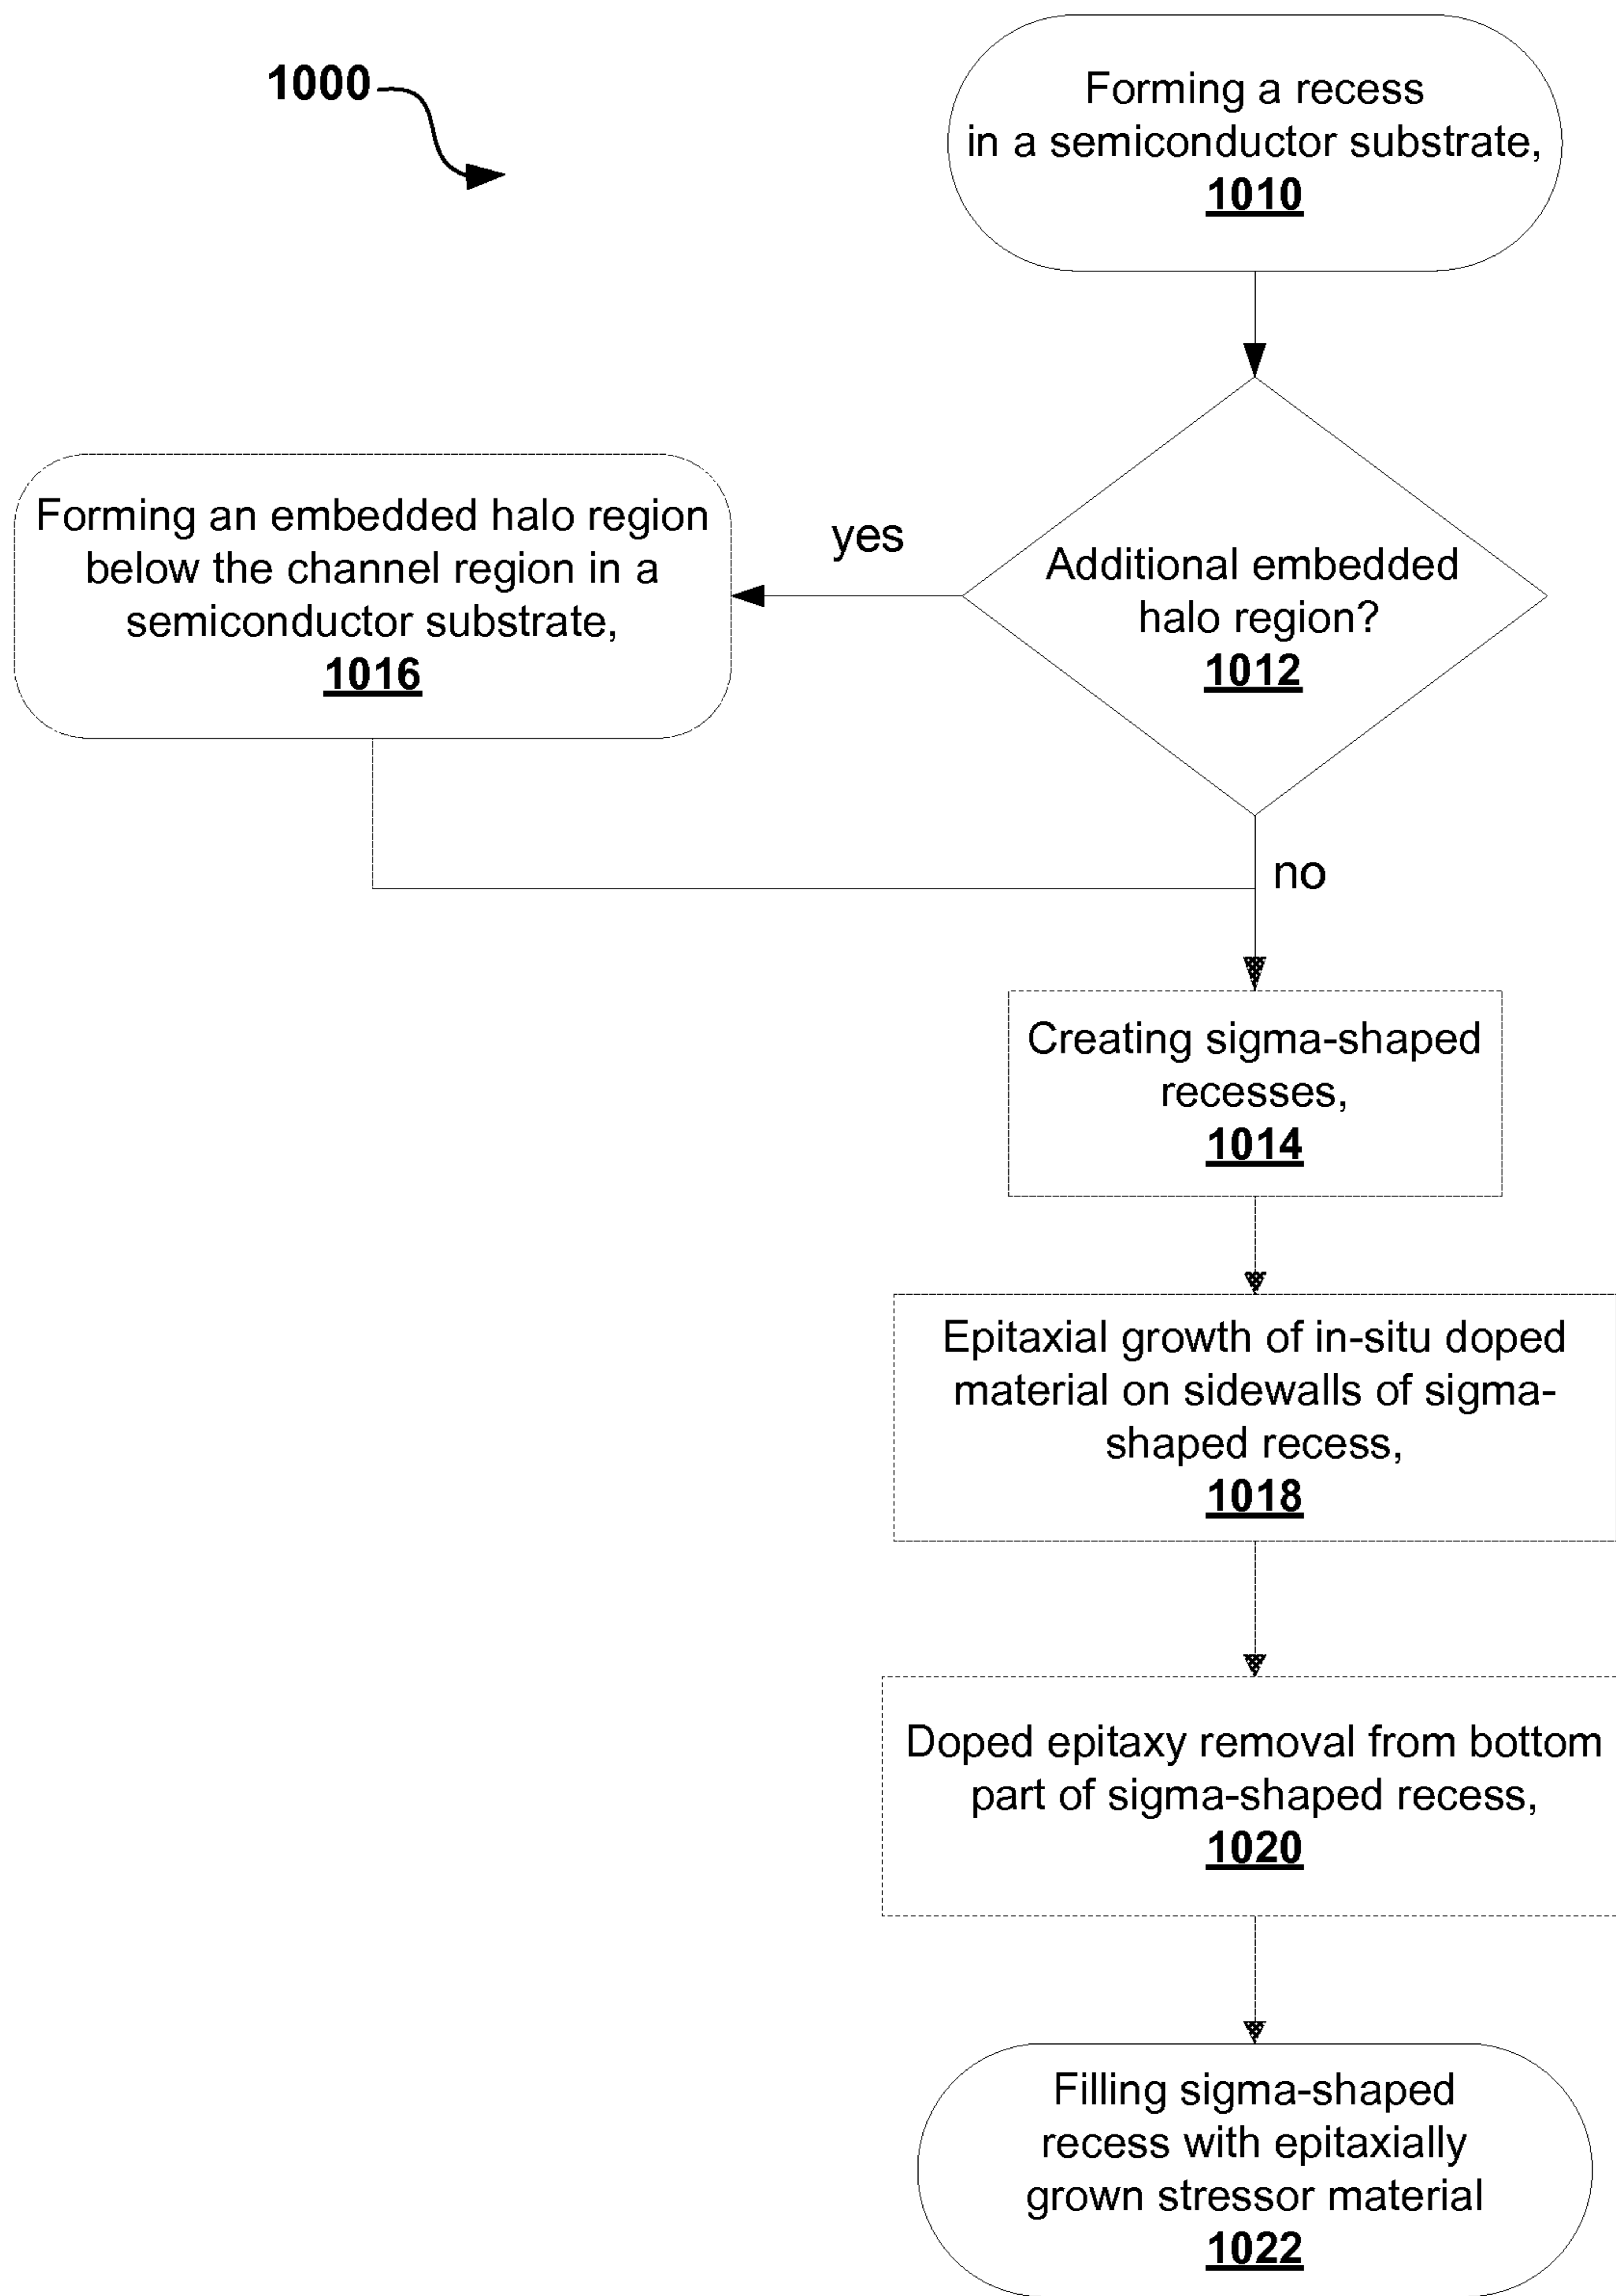 1000
Forming a recess
in a semiconductor substrate,
1010
Forming an embedded halo region
below the channel region in a
semiconductor substrate,
1016
yes
Additional embedded
halo region?
1012
no
Creating sigma-shaped
recesses,
1014
Epitaxial growth of in-situ doped
material on sidewalls of sigma-
shaped recess,
1018
Doped epitaxy removal from bottom
part of sigma-shaped recess,
1020
Filling sigma-shaped
recess with epitaxially
grown stressor material
1022